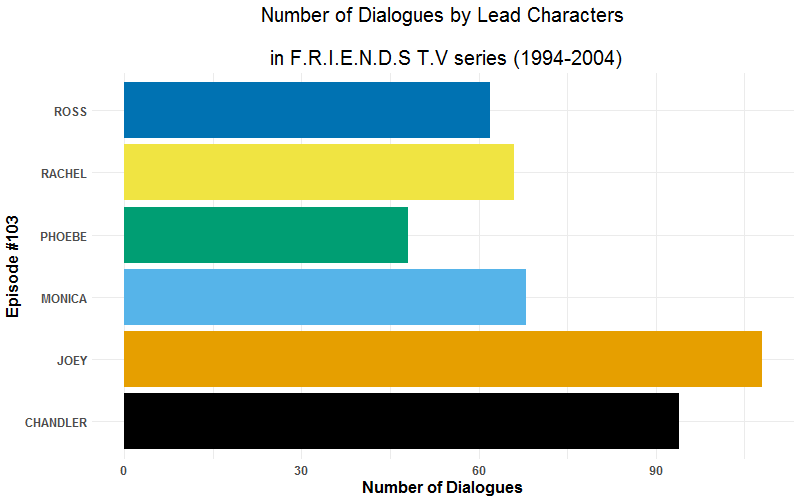 Number of Dialogues by Lead Characters
in F.R.I.E.N.D.S T.V series (1994-2004)
Episode #103
ROSS
RACHEL
PHOEBE
MONICA
JOEY
CHANDLER
0 30 60 90
Number of Dialogues